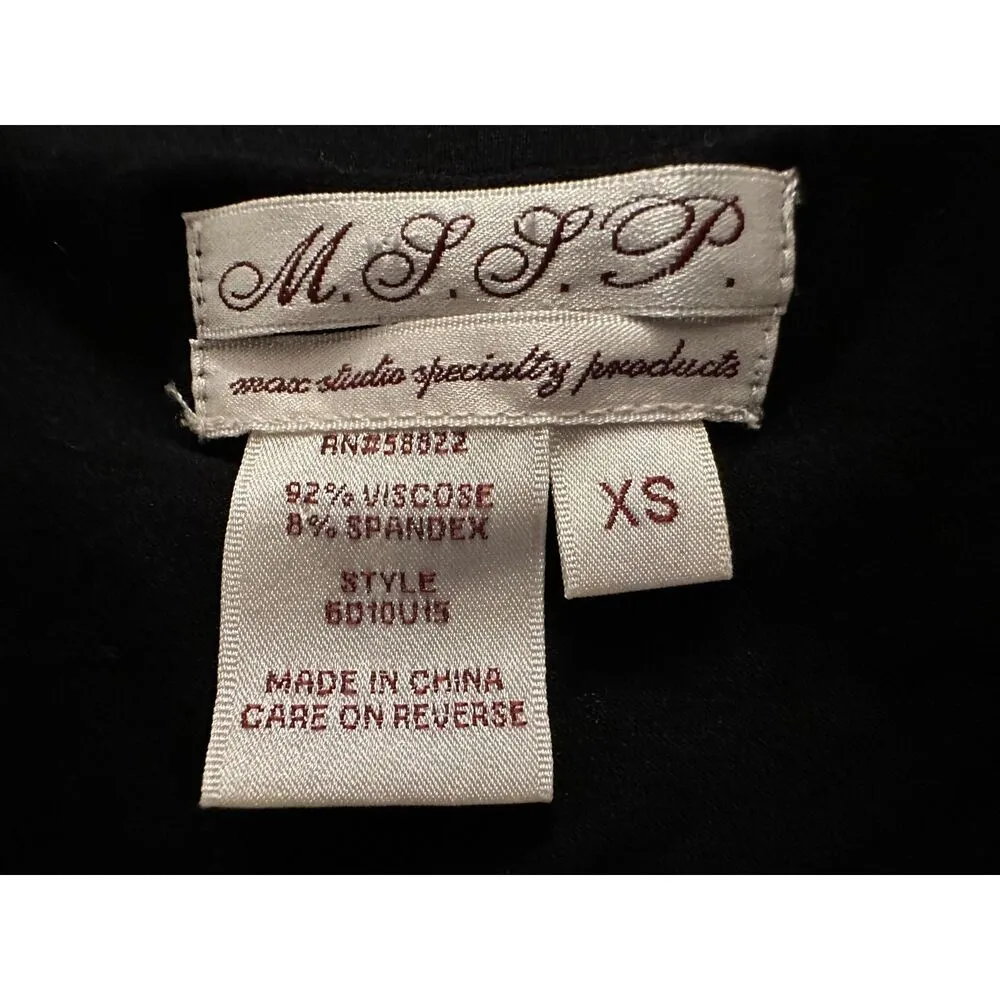 M.S.S.P.
max studio specialty products
RN#58822
92% VISCOSE
8% SPANDEX
XS
STYLE
6D10U15
MADE IN CHINA
CARE ON REVERSE